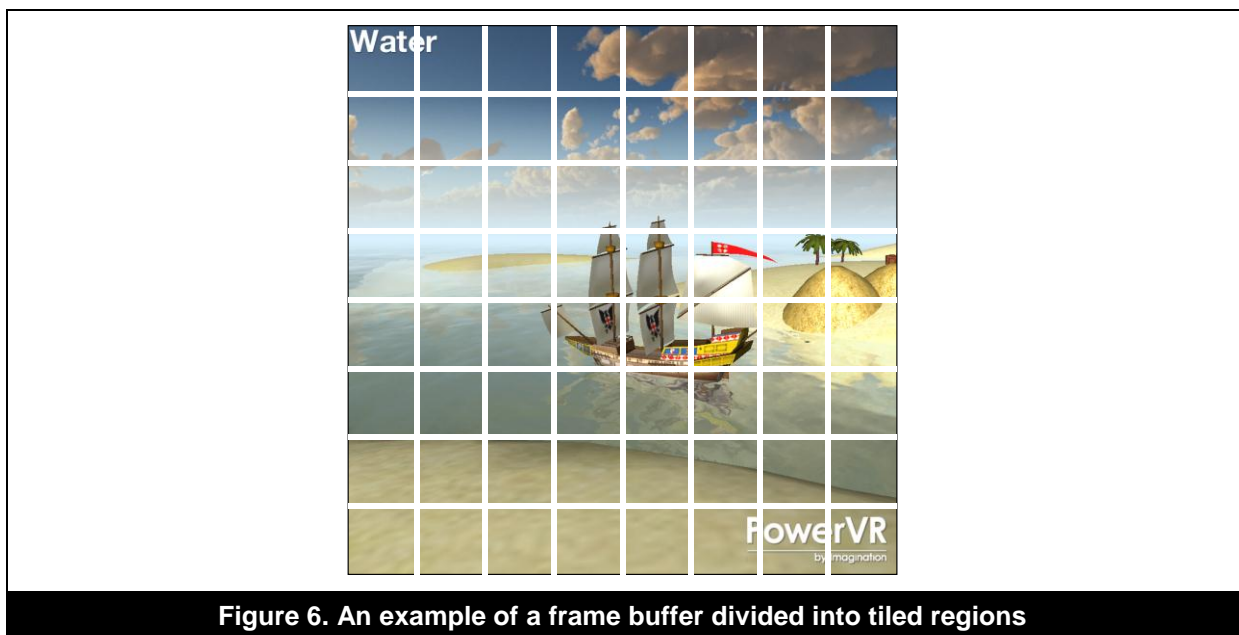 Water
PowerVR
by Imagination
Figure 6. An example of a frame buffer divided into tiled regions